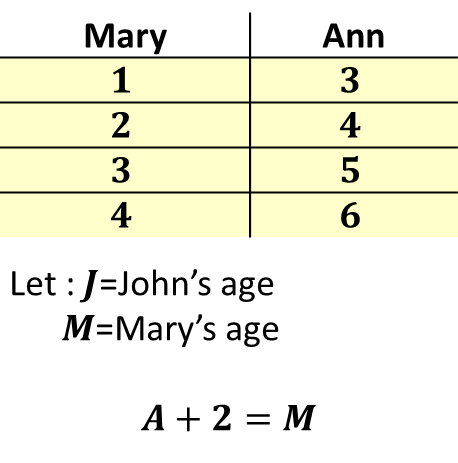 Mary Ann
1 3
2 4
3 5
4 6
Let : J=John’s age
M=Mary’s age
A + 2 = M